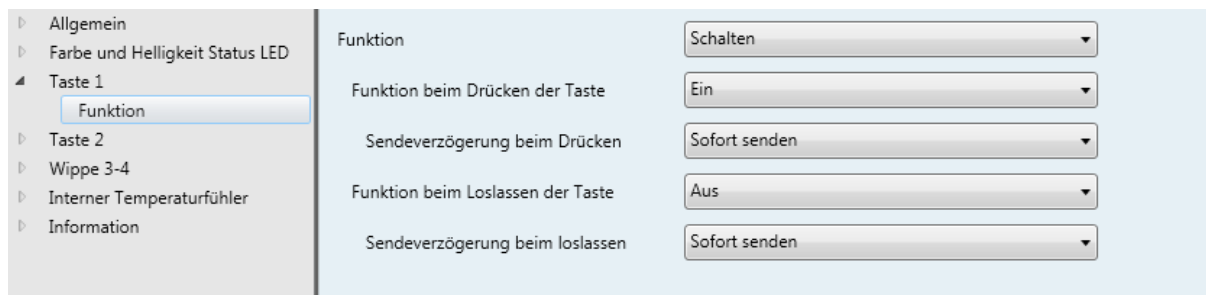 Allgemein
Farbe und Helligkeit Status LED
Taste 1
Funktion
Taste 2
Wippe 3-4
Interner Temperaturfühler
Information
Funktion Schalten
Funktion beim Drücken der Taste Ein
Sendeverzögerung beim Drücken Sofort senden
Funktion beim Loslassen der Taste Aus
Sendeverzögerung beim loslassen Sofort senden